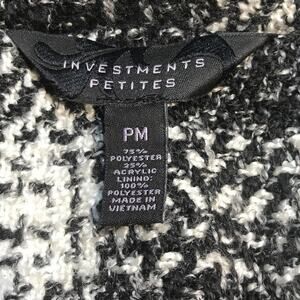 INVESTMENTS
PETITES
PM
75%
POLYESTER
25%
ACRYLIC
LINING:
100%
POLYESTER
MADE IN
VIETNAM